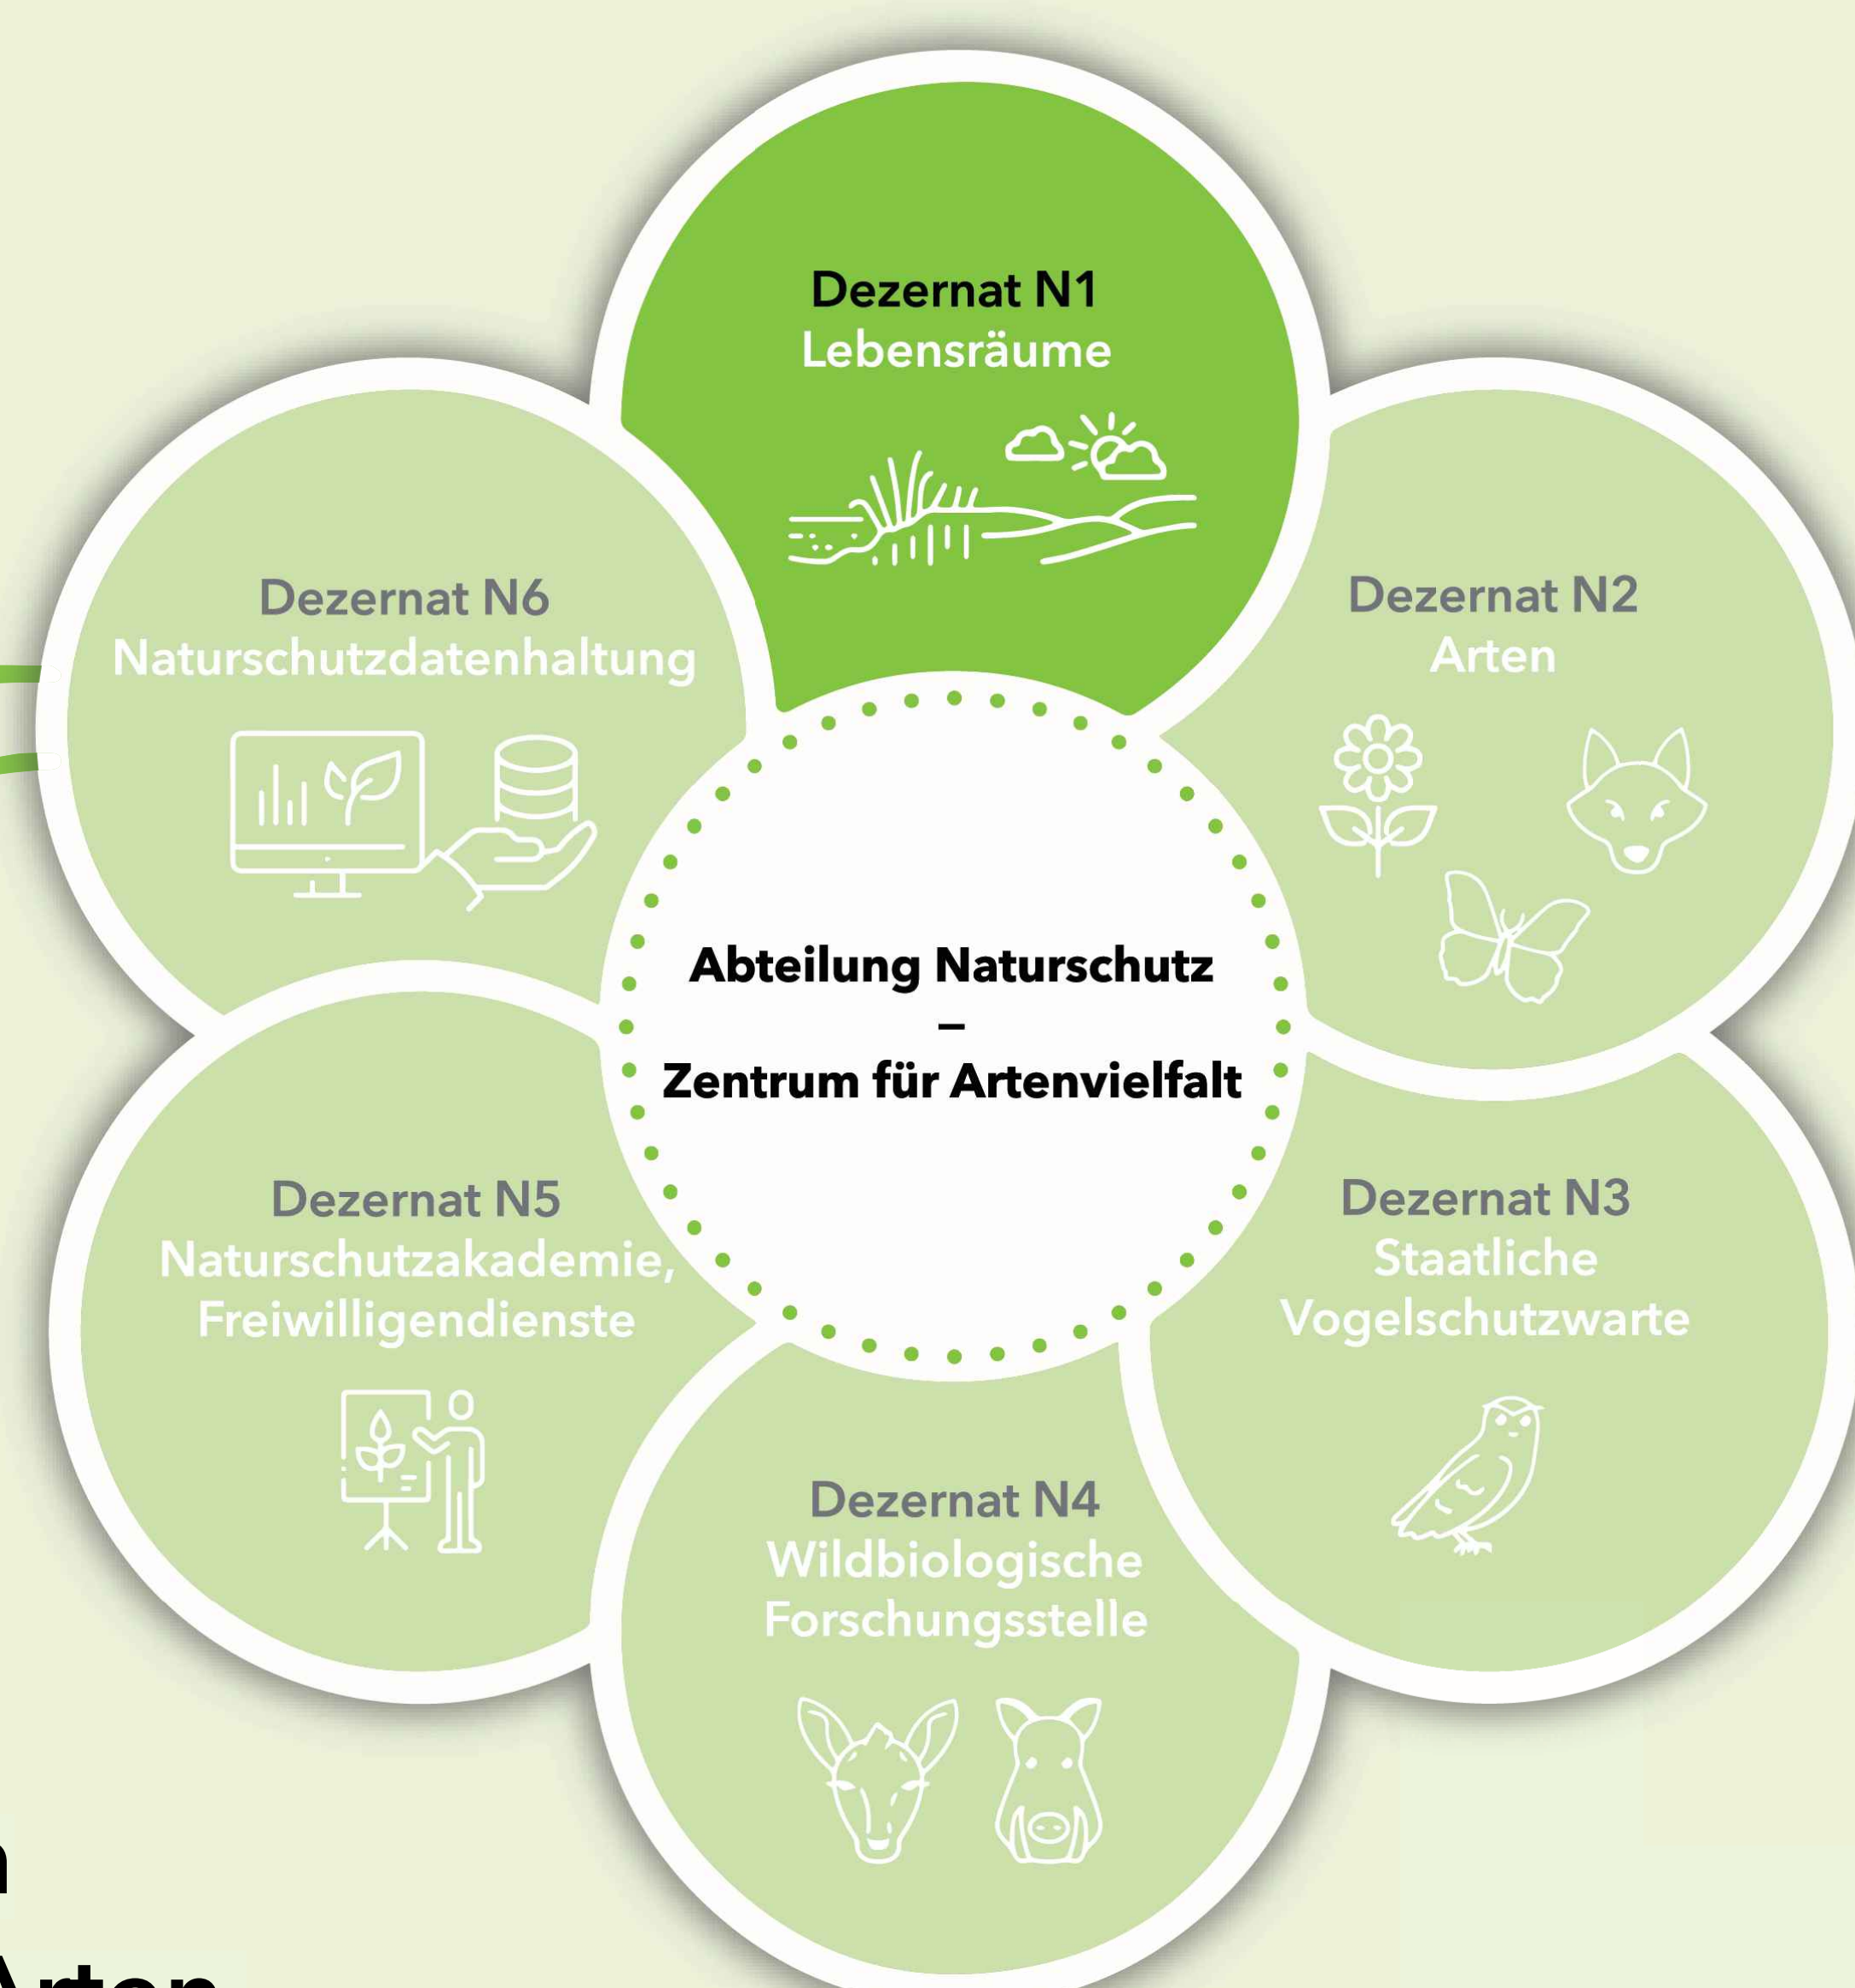 Dezernat N1
Lebensräume
Dezernat N2
Arten
Dezernat N3
Staatliche
Vogelschutzwarte
Dezernat N4
Wildbiologische
Forschungsstelle
Dezernat N5
Naturschutzakademie,
Freiwilligendienste
Dezernat N6
Naturschutzdatenhaltung
Abteilung Naturschutz
–
Zentrum für Artenvielfalt